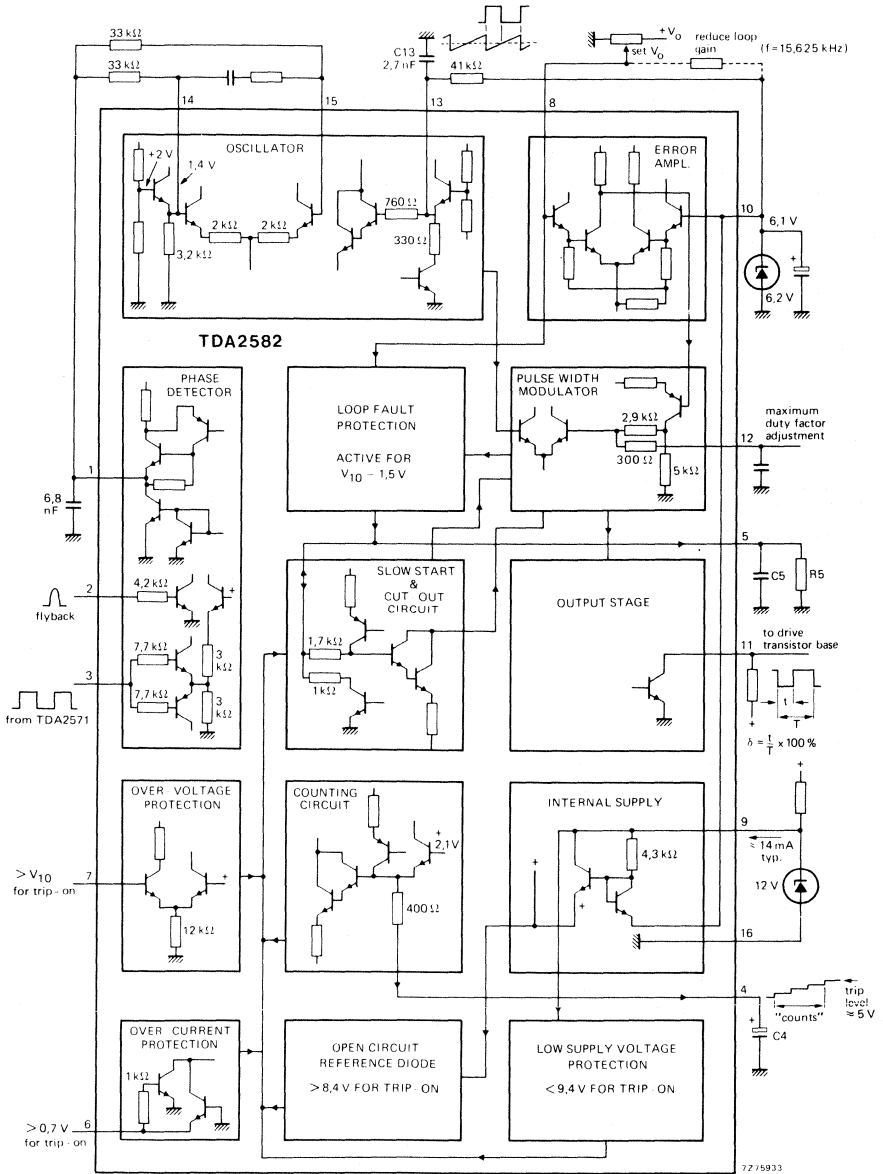 33 kΩ
33 kΩ
C13
2,7 nF
41 kΩ
+Vo
set Vo
reduce loop
gain
(f = 15,625 kHz)
14
15
13
8
OSCILLATOR
+2 V
1,4 V
760 Ω
2 kΩ
2 kΩ
3,2 kΩ
330 Ω
ERROR
AMPL.
10
6,1 V
+
6,2 V
TDA2582
PHASE
DETECTOR
1
6,8
nF
2
flyback
4,2 kΩ
+
3
7,7 kΩ
7,7 kΩ
3
kΩ
3
kΩ
from TDA2571
LOOP FAULT
PROTECTION
ACTIVE FOR
V10 – 1,5 V
PULSE WIDTH
MODULATOR
2,9 kΩ
300 Ω
5 kΩ
12
maximum
duty factor
adjustment
5
C5
R5
SLOW START
&
CUT OUT
CIRCUIT
1,7 kΩ
1 kΩ
OUTPUT STAGE
to drive
11 transistor base
t
T
+
δ = t/T x 100 %
OVER - VOLTAGE
PROTECTION
+
> V10
for trip - on
7
12 kΩ
COUNTING
CIRCUIT
+
2,1 V
400 Ω
INTERNAL SUPPLY
+
4,3 kΩ
+
+
9
≈ 14 mA
typ.
12 V
16
4
+
C4
"counts"
trip
level
≈ 5 V
OVER CURRENT
PROTECTION
1 kΩ
> 0,7 V
for trip - on
6
OPEN CIRCUIT
REFERENCE DIODE
> 8,4 V FOR TRIP - ON
LOW SUPPLY VOLTAGE
PROTECTION
< 9,4 V FOR TRIP - ON
7Z75933